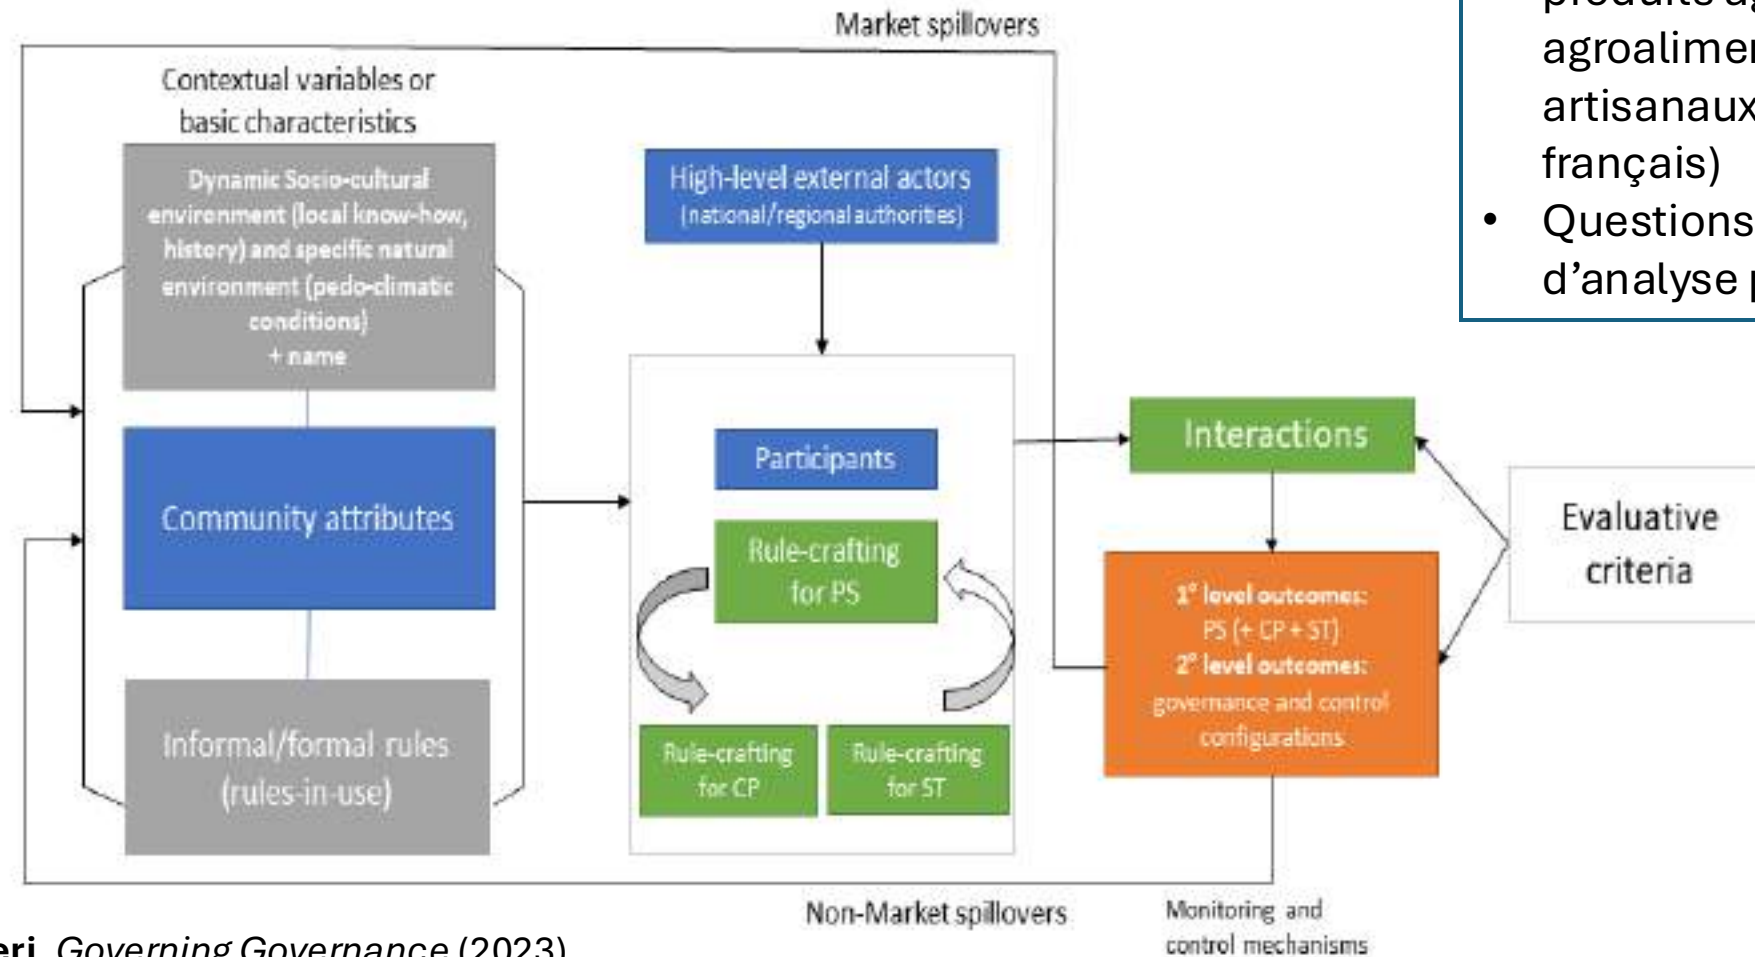 Market spillovers
Contextual variables or
basic characteristics
Dynamic Socio-cultural
environment (local know-how,
history) and specific natural
environment (pedo-climatic
conditions)
+ name
Community attributes
Informal/formal rules
(rules-in-use)
High-level external actors
(national/regional authorities)
Participants
Rule-crafting
for PS
Rule-crafting
for CP
Rule-crafting
for ST
Interactions
1° level outcomes:
PS (+ CP + ST)
2° level outcomes:
governance and control
configurations
Evaluative
criteria
Non-Market spillovers
Monitoring and
control mechanisms
artisanaux
français)
• Questions
d’analyse
Governing Governance (2023)